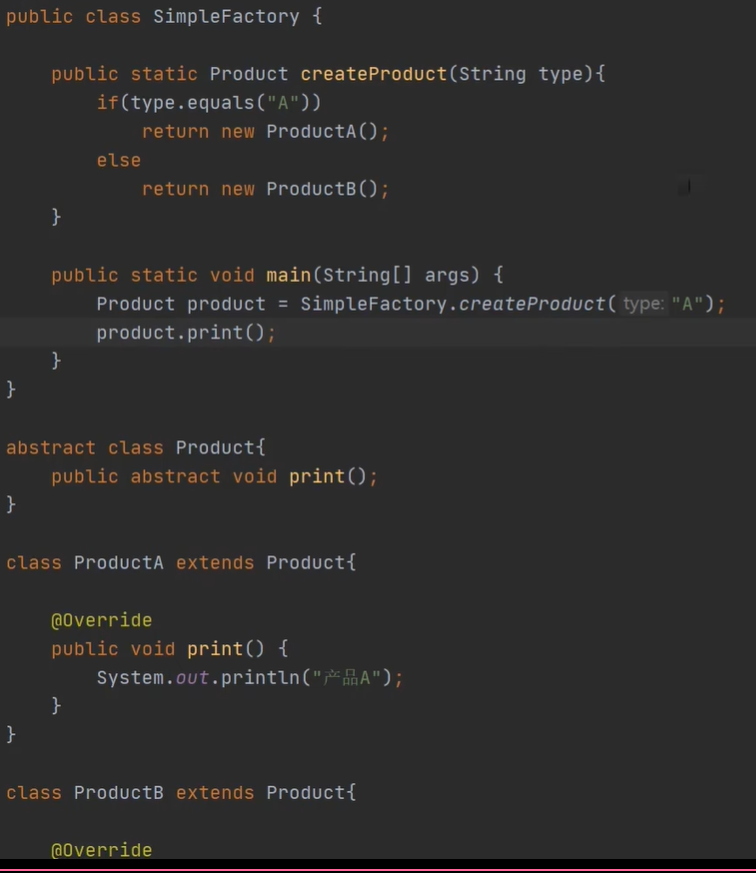 public class SimpleFactory {
public static Product createProduct(String type){
if(type.equals("A"))
return new ProductA();
else
return new ProductB();
}
public static void main(String[] args) {
Product product = SimpleFactory.createProduct( type: "A");
product.print();
}
}
abstract class Product{
public abstract void print();
}
class ProductA extends Product{
@Override
public void print() {
System.out.println("产品A");
}
}
class ProductB extends Product{
@Override